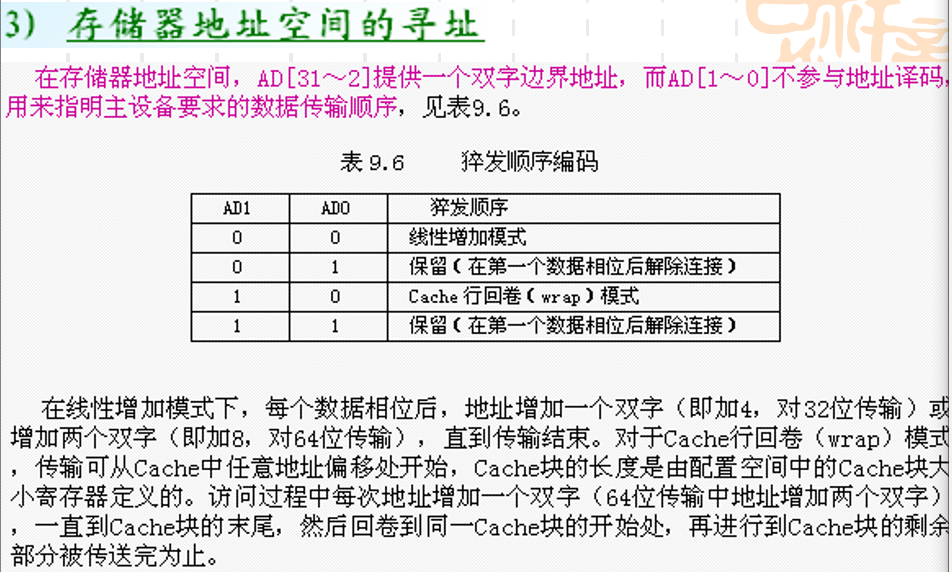 3) 存储器地址空间的寻址
在存储器地址空间，AD[31～2]提供一个双字边界地址，而AD[1～0]不参与地址译码，
用来指明主设备要求的数据传输顺序，见表9.6。
表 9.6 猝发顺序编码
AD1 AD0 猝发顺序
0 0 线性增加模式
0 1 保留（在第一个数据相位后解除连接）
1 0 Cache 行回卷（wrap）模式
1 1 保留（在第一个数据相位后解除连接）
在线性增加模式下，每个数据相位后，地址增加一个双字（即加4，对32位传输）或
增加两个双字（即加8，对64位传输），直到传输结束。对于Cache行回卷（wrap）模式
，传输可从Cache中任意地址偏移处开始，Cache块的长度是由配置空间中的Cache块大
小寄存器定义的。访问过程中每次地址增加一个双字（64位传输中地址增加两个双字）
，一直到Cache块的末尾，然后回卷到同一Cache块的开始处，再进行到Cache块的剩余
部分被传送完为止。